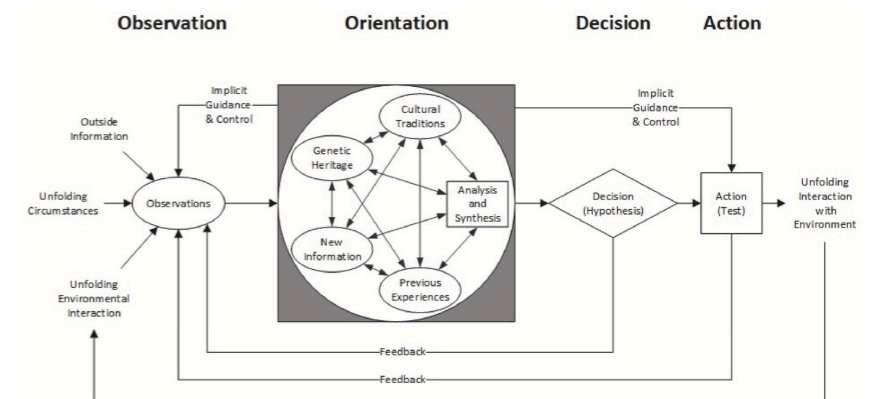 Observation
Orientation
Decision
Action
Implicit
Guidance
& Control
Outside
Information
Unfolding
Circumstances
Observations
Unfolding
Environmental
Interaction
Cultural
Traditions
Genetic
Heritage
Analysis
and
Synthesis
New
Information
Previous
Experiences
Implicit
Guidance
& Control
Decision
(Hypothesis)
Action
(Test)
Unfolding
Interaction
with
Environment
Feedback
Feedback